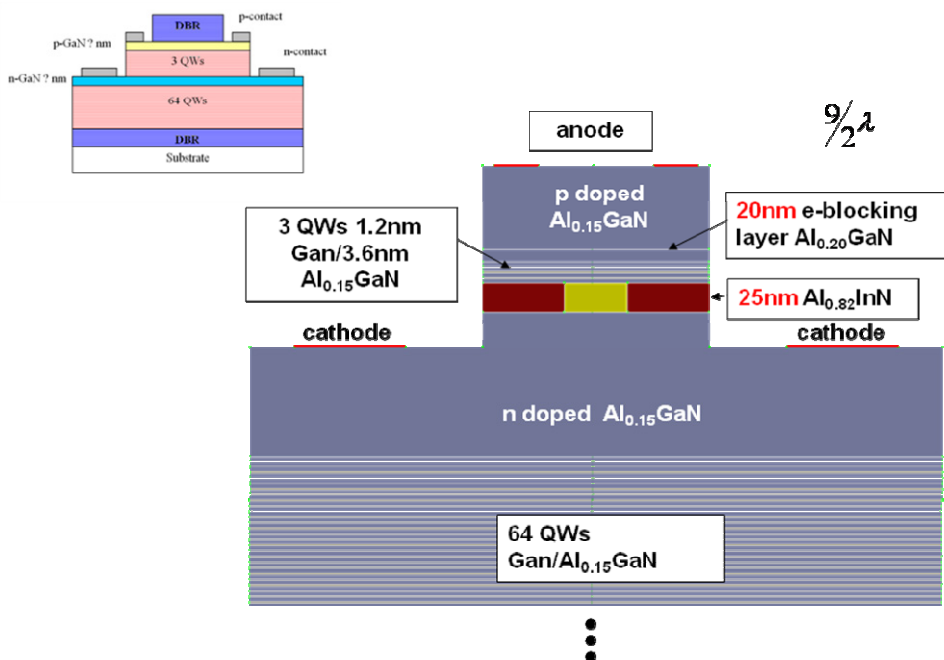 DBR
p-contact
p-GaN ? nm
n-contact
3 QWs
n-GaN ? nm
64 QWs
DBR
Substrate
anode
9/2 λ
p doped
Al0.15GaN
20nm e-blocking
layer Al0.20GaN
3 QWs 1.2nm
Gan/3.6nm
Al0.15GaN
25nm Al0.82InN
cathode
cathode
n doped Al0.15GaN
64 QWs
Gan/Al0.15GaN